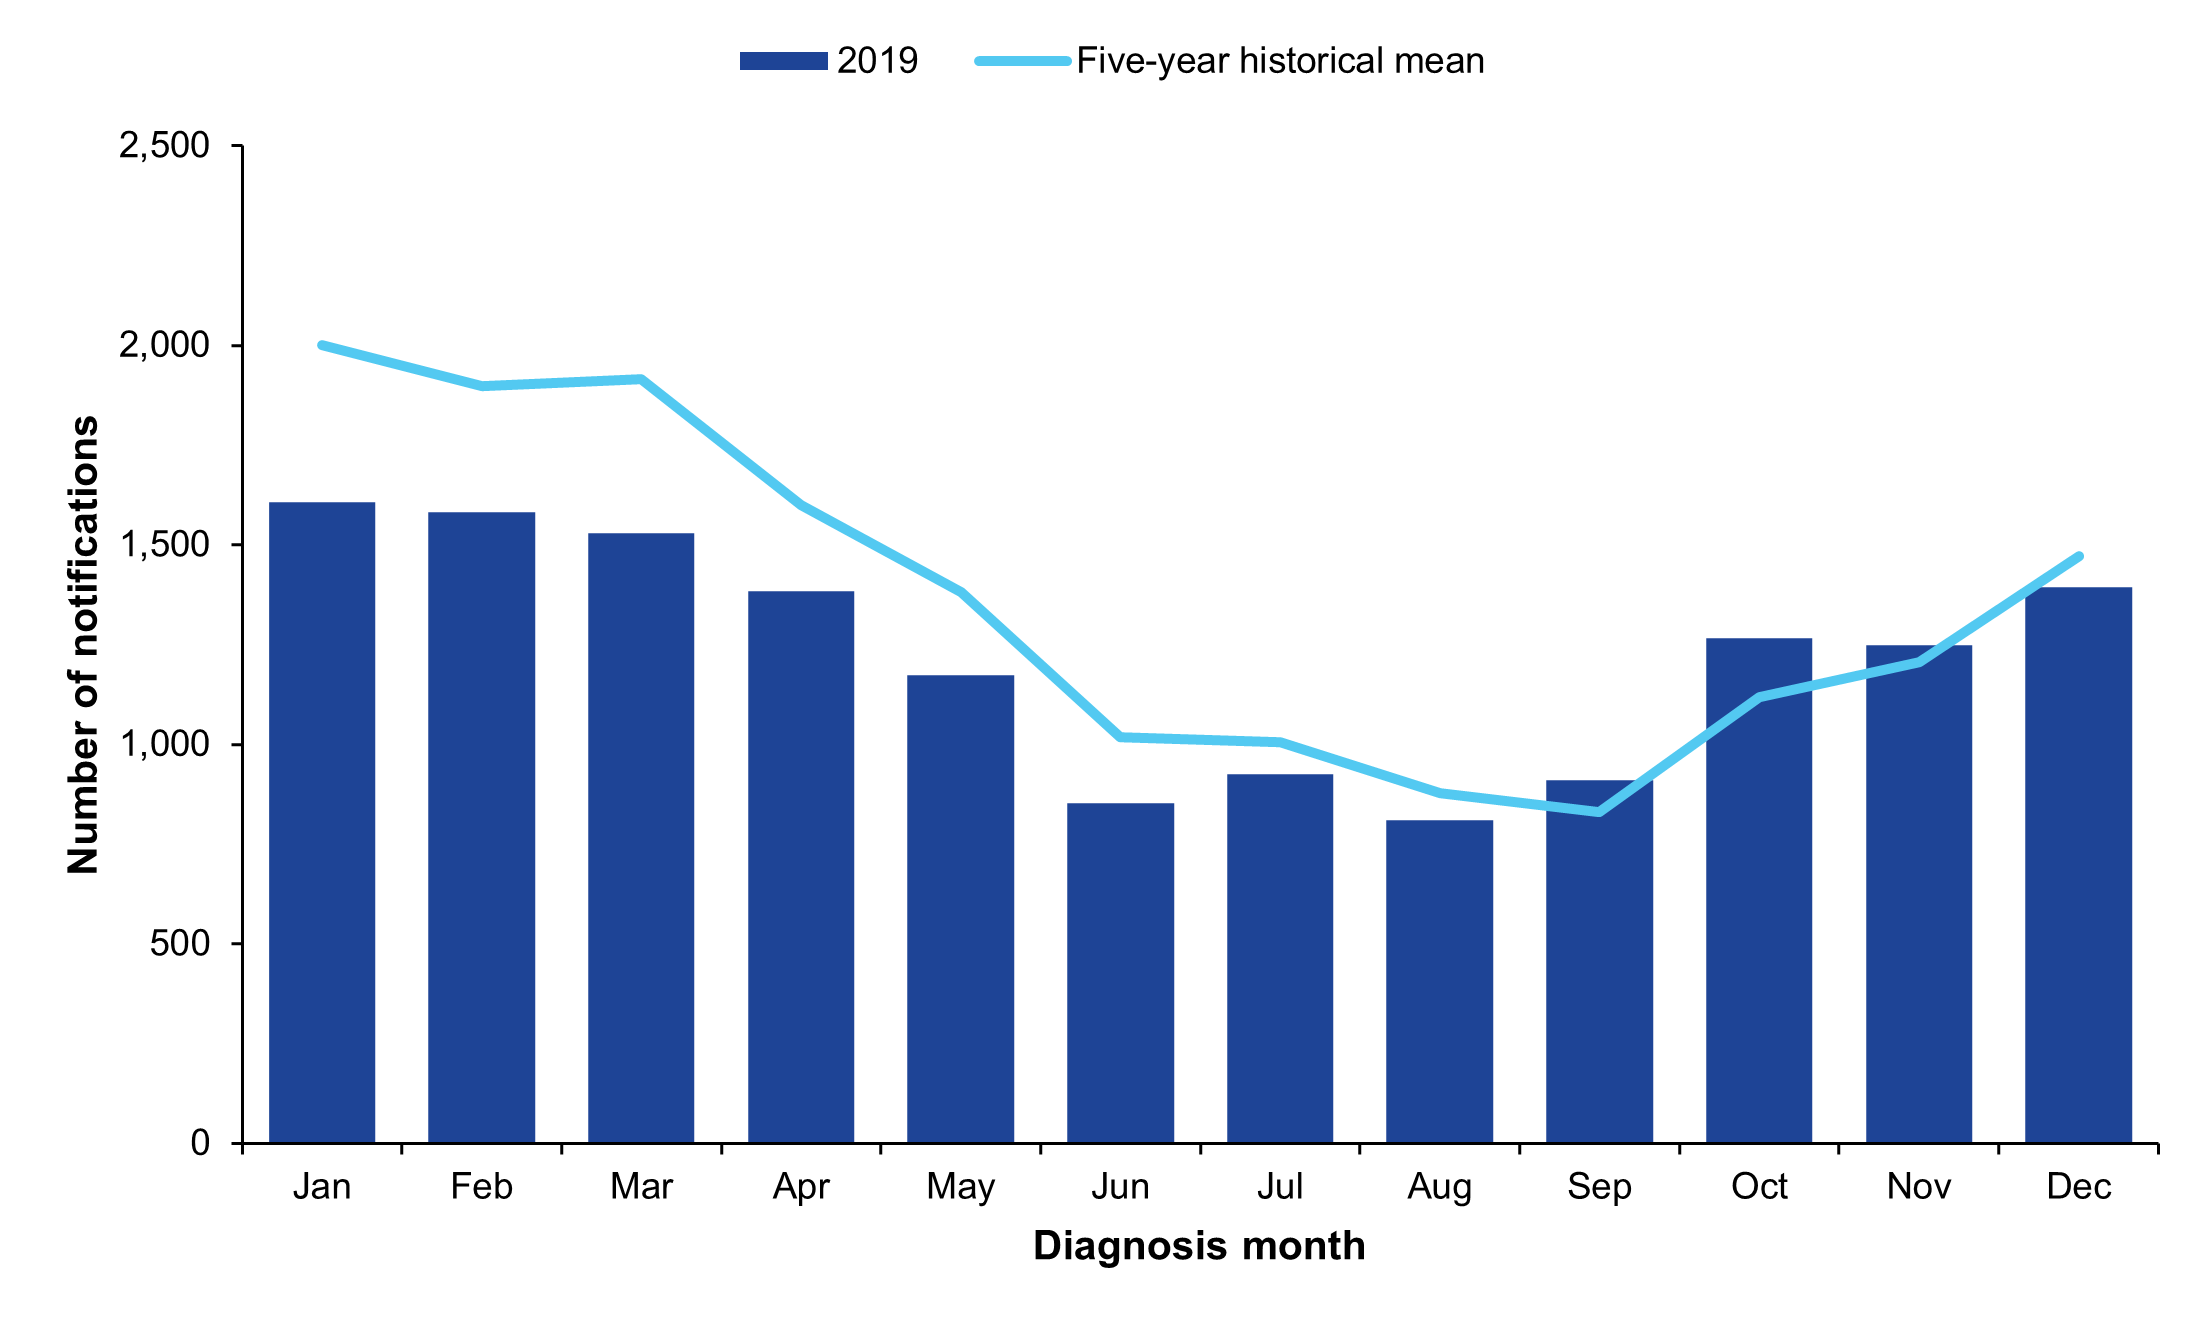 2019 Five-year historical mean
2,500
2,000
1,500
1,000
500
0
Number of notifications
Jan Feb Mar Apr May Jun Jul Aug Sep Oct Nov Dec
Diagnosis month